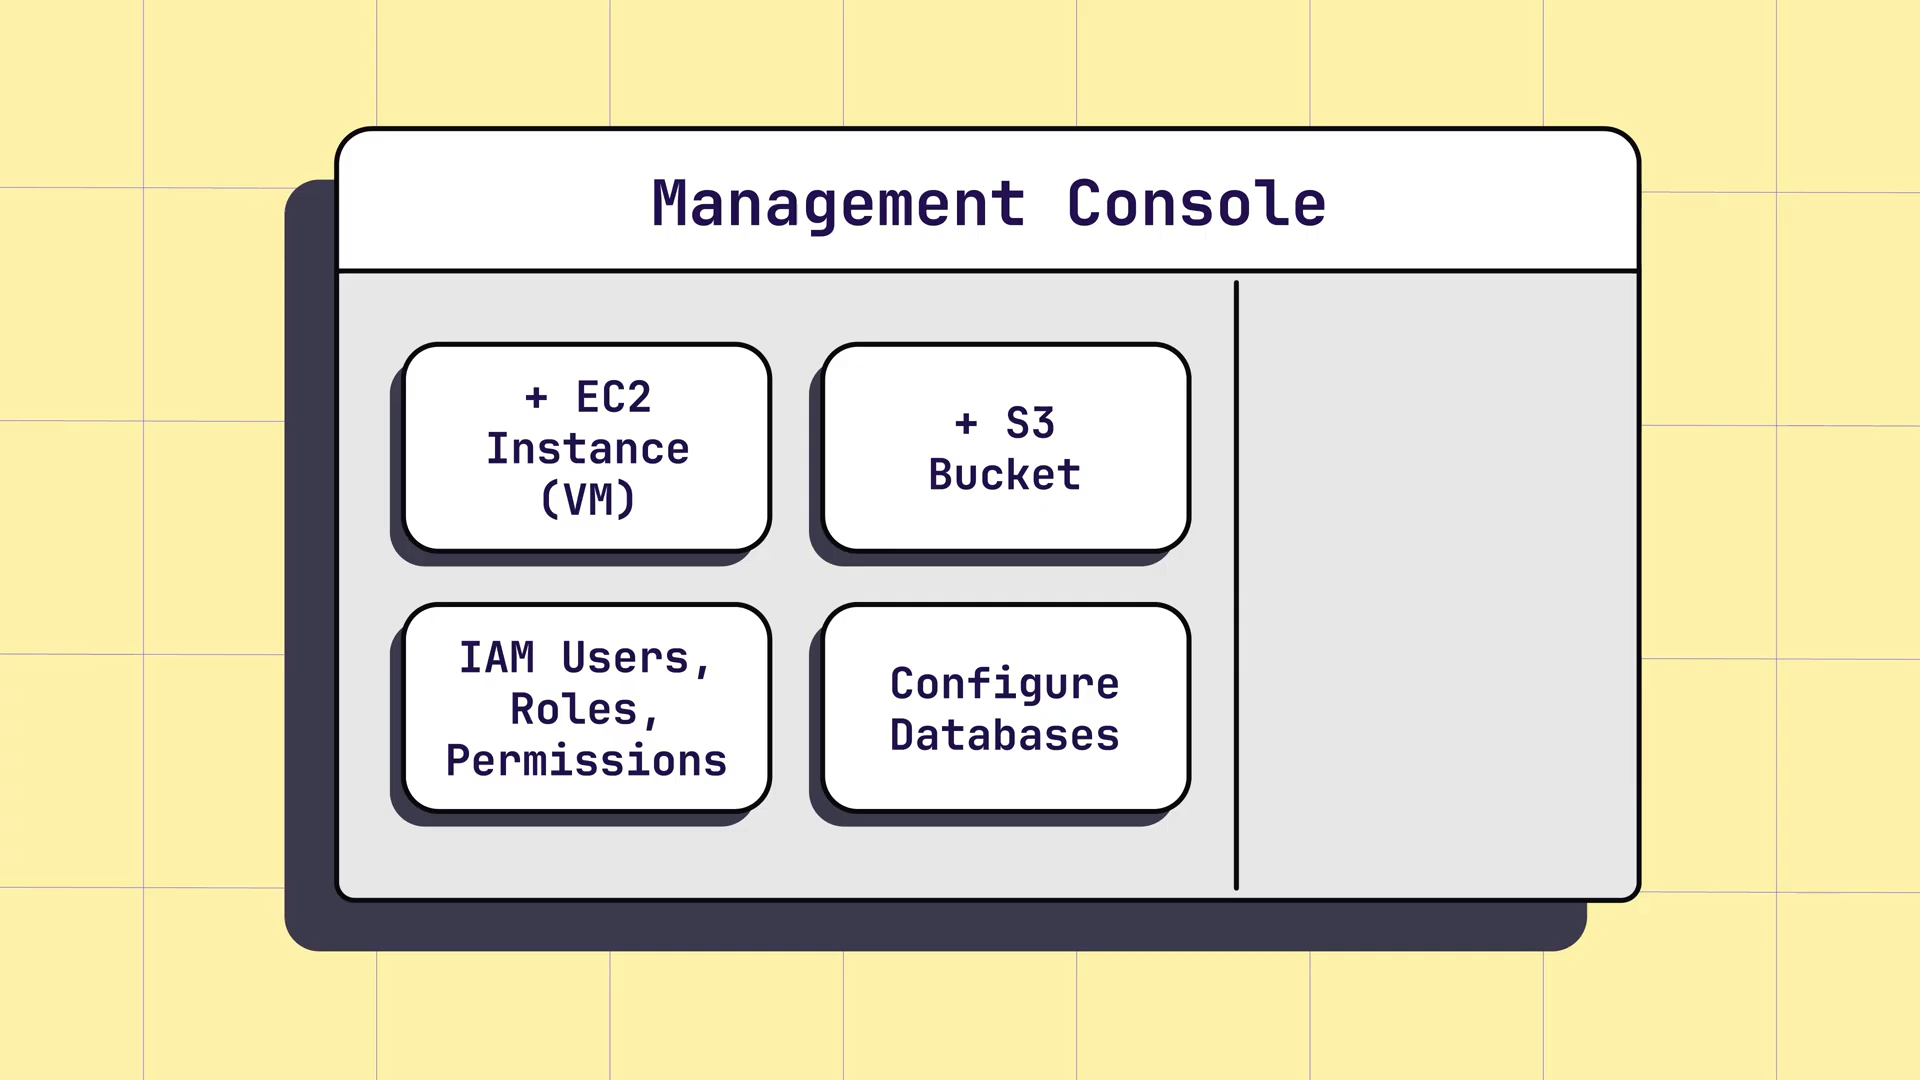 Management Console
+ EC2
Instance
(VM)
+ S3
Bucket
IAM Users,
Roles,
Permissions
Configure
Databases